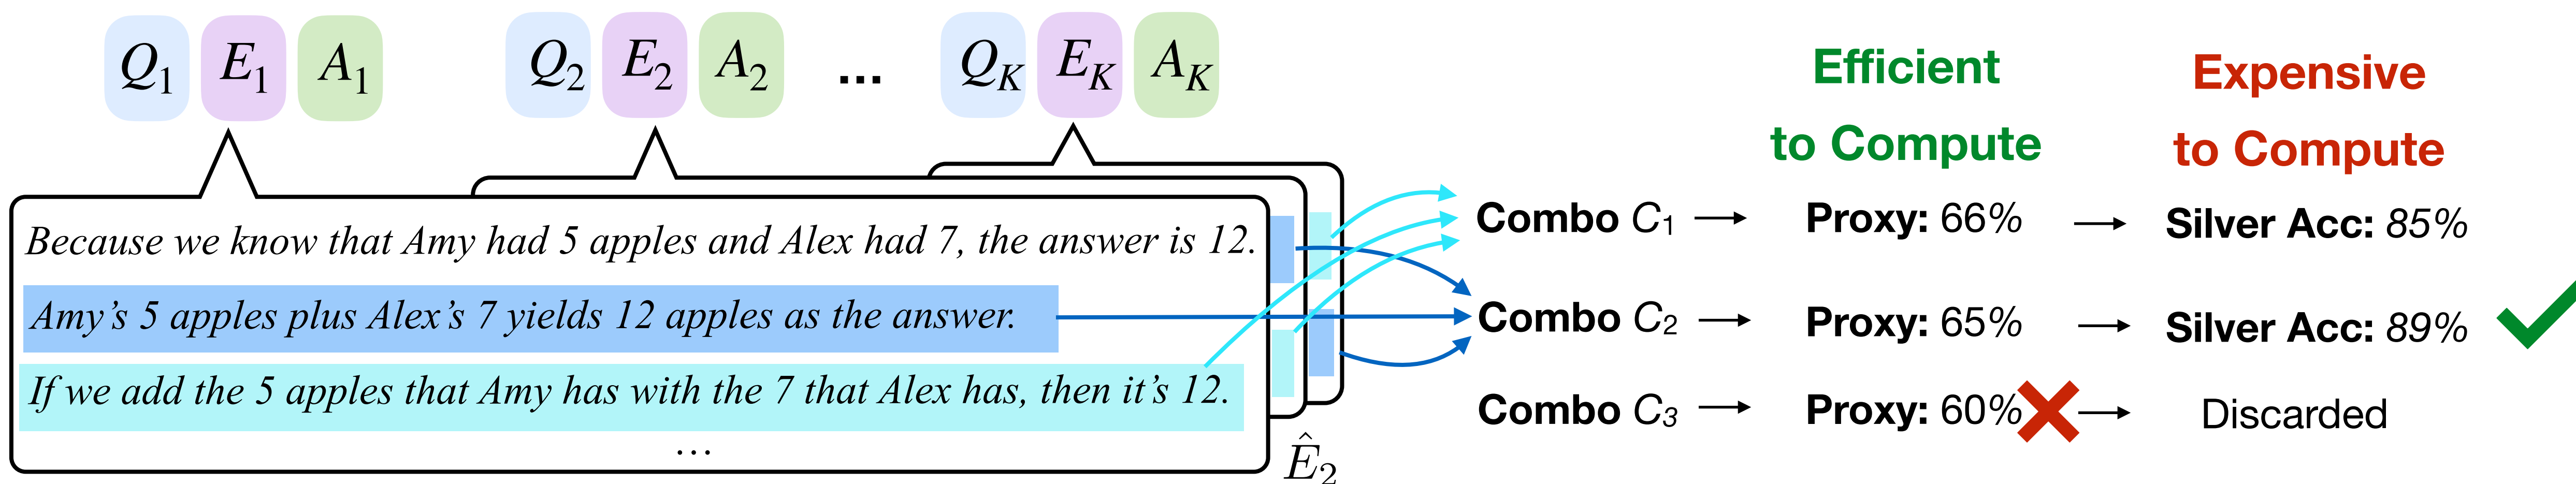 Q₁ E₁ A₁ Q₂ E₂ A₂ ... Q_K E_K A_K
Because we know that Amy had 5 apples and Alex had 7, the answer is 12.
Amy's 5 apples plus Alex's 7 yields 12 apples as the answer.
If we add the 5 apples that Amy has with the 7 that Alex has, then it's 12.
...
Ê₂
Efficient
to Compute
Expensive
to Compute
Combo C₁ → Proxy: 66% → Silver Acc: 85%
Combo C₂ → Proxy: 65% → Silver Acc: 89%
Combo C₃ → Proxy: 60% → Discarded